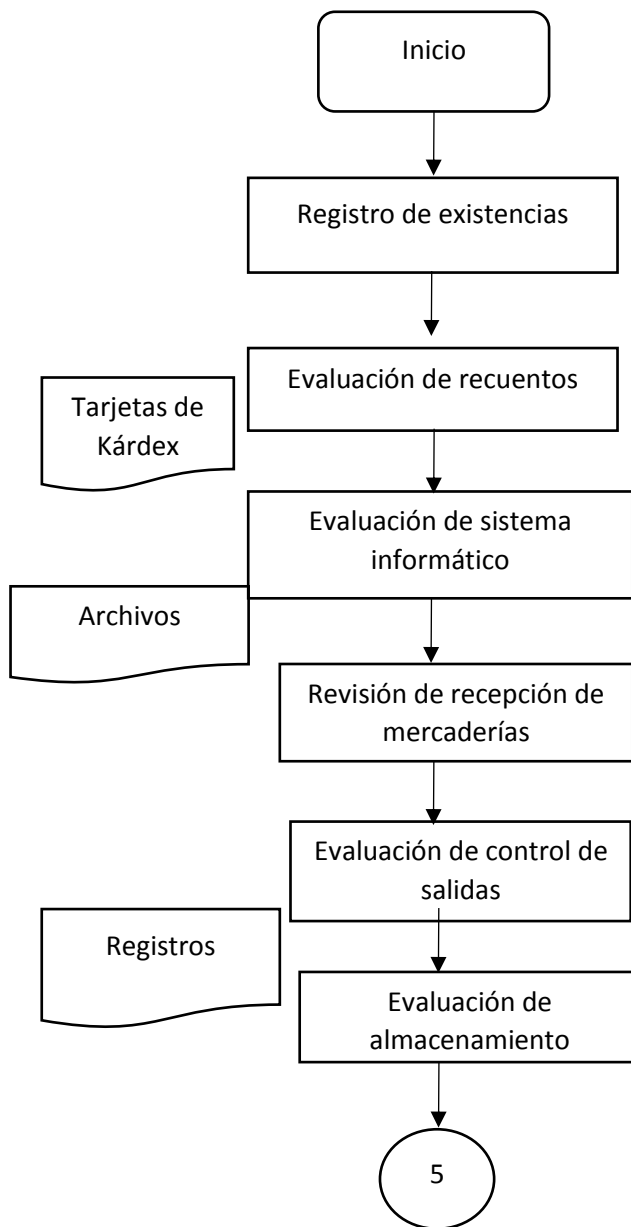 Inicio
Registro de existencias
Evaluación de recuentos
Tarjetas de
Kárdex
Evaluación de sistema
informático
Archivos
Revisión de recepción de
mercaderías
Evaluación de control de
salidas
Registros
Evaluación de
almacenamiento
5